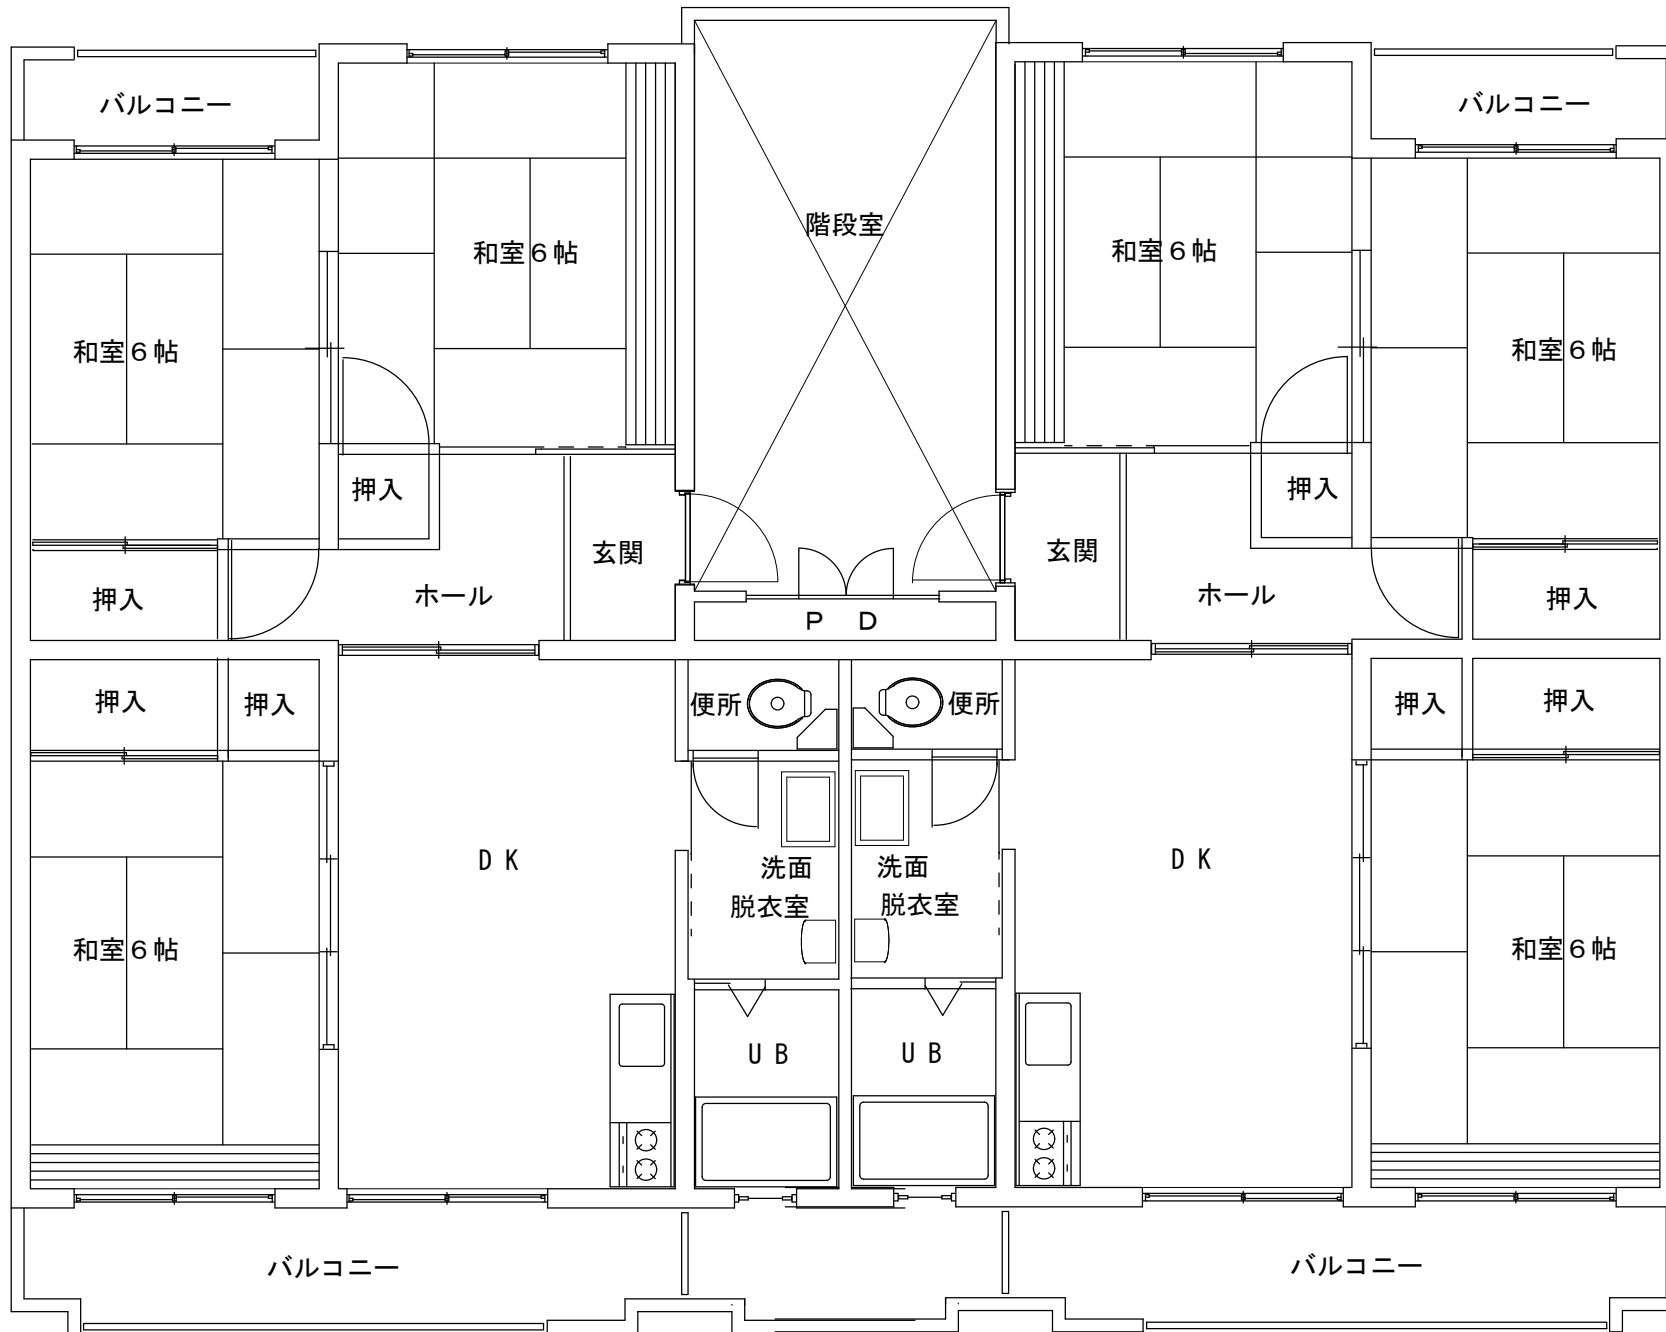 バルコニー
バルコニー
階段室
和室６帖
和室６帖
和室６帖
和室６帖
押入
押入
玄関
玄関
押入
ホール
ホール
押入
Ｐ Ｄ
押入
押入
便所
便所
押入
押入
ＤＫ
洗面
脱衣室
洗面
脱衣室
ＤＫ
和室６帖
和室６帖
ＵＢ
ＵＢ
バルコニー
バルコニー